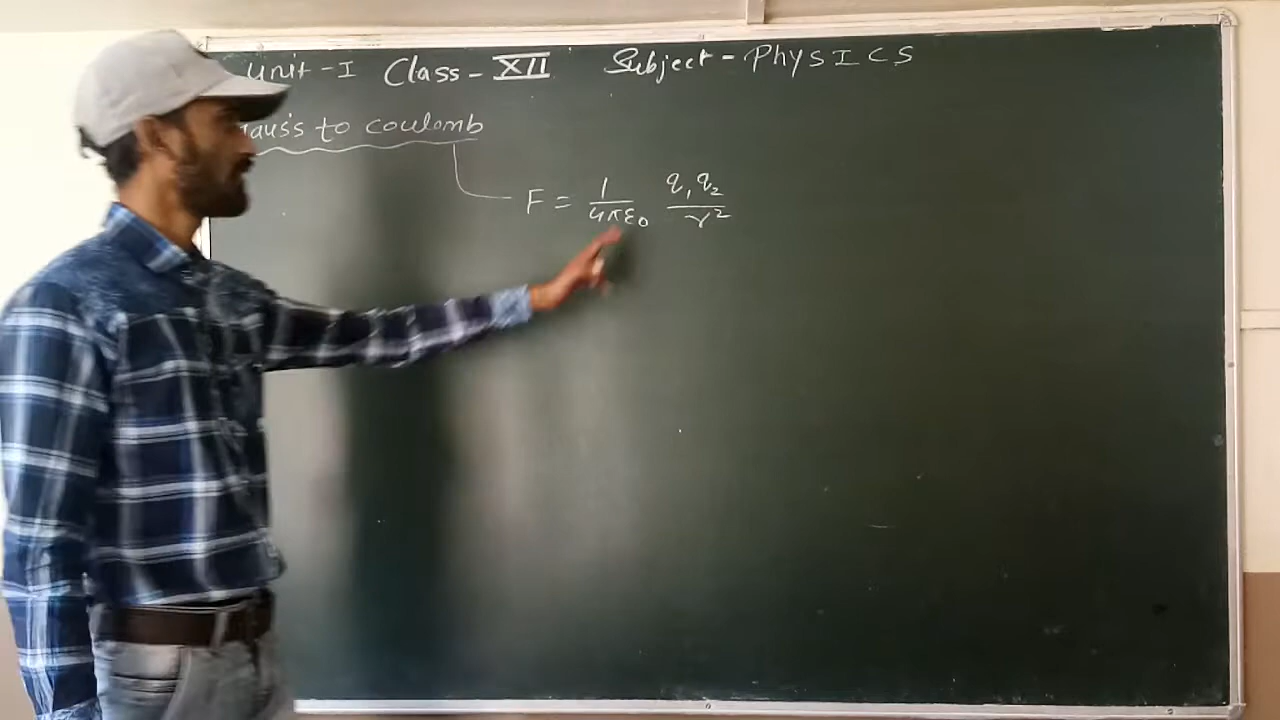 Unit - I Class - XII Subject - Physics
Gauss to Coulomb
F = 1/4πε₀ q₁q₂/r²